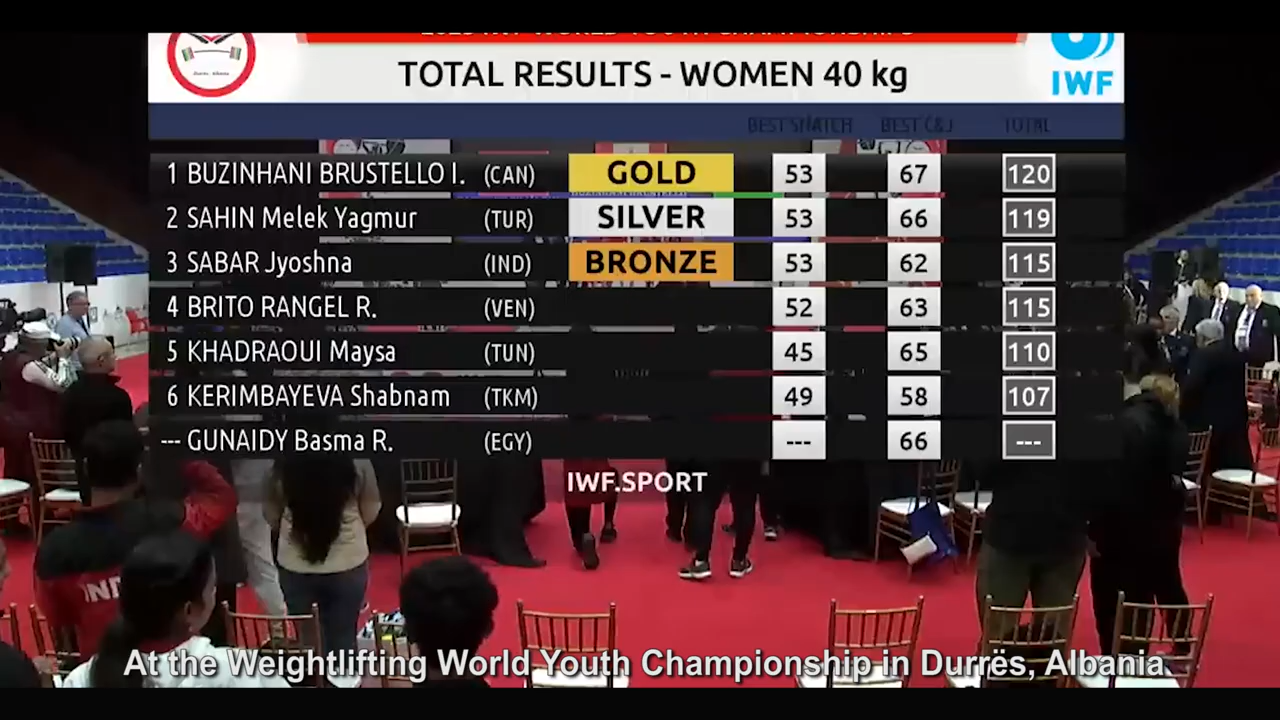 TOTAL RESULTS - WOMEN 40 kg
IWF
BEST SNATCH BEST C&J TOTAL
1 BUZINHANI BRUSTELLO I. (CAN) GOLD 53 67 120
2 SAHIN Melek Yagmur (TUR) SILVER 53 66 119
3 SABAR Jyoshna (IND) BRONZE 53 62 115
4 BRITO RANGEL R. (VEN) 52 63 115
5 KHADRAOUI Maysa (TUN) 45 65 110
6 KERIMBAYEVA Shabnam (TKM) 49 58 107
--- GUNAIDY Basma R. (EGY) --- 66 ---
IWF.SPORT
At the Weightlifting World Youth Championship in Durrës, Albania